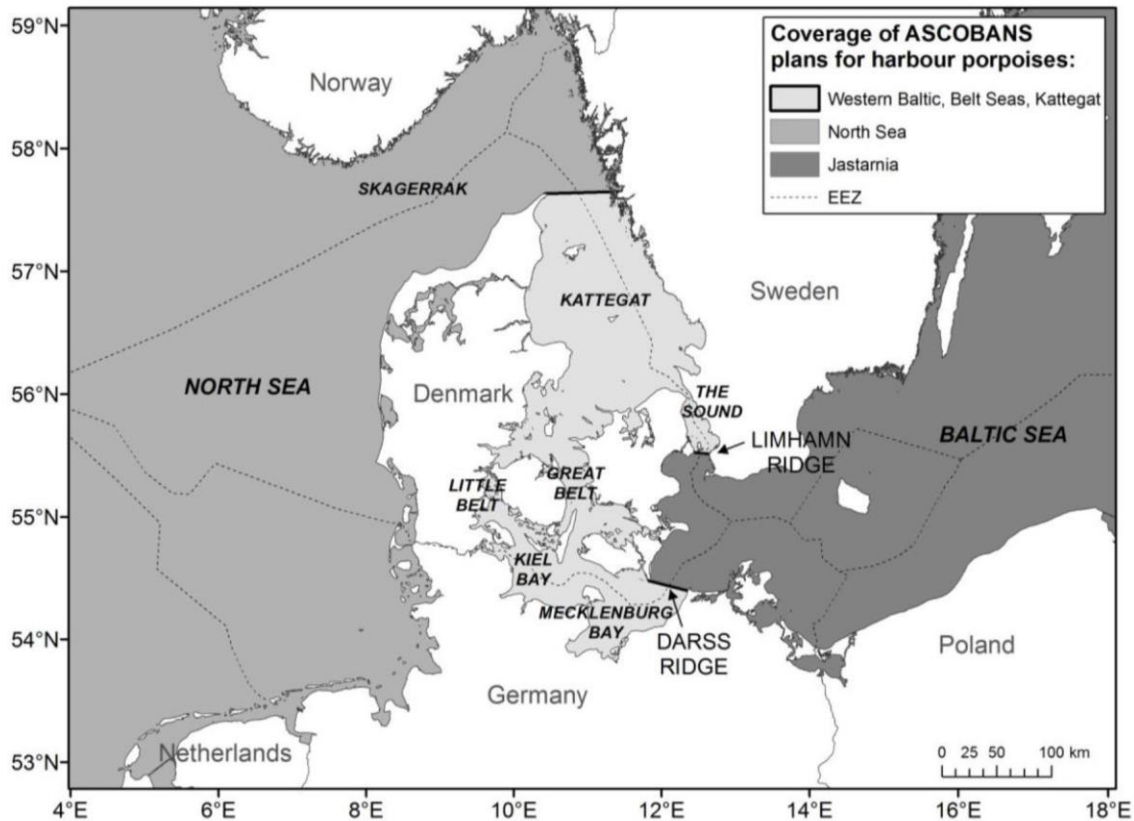 59°N
58°N
57°N
56°N
55°N
54°N
53°N
Coverage of ASCOBANS
plans for harbour porpoises:
Western Baltic, Belt Seas, Kattegat
North Sea
Jastarnia
EEZ
Norway
SKAGERRAK
KATTEGAT
Sweden
NORTH SEA
Denmark
THE
SOUND
BALTIC SEA
LIMHAMN
RIDGE
LITTLE
BELT
GREAT
BELT
KIEL
BAY
MECKLENBURG
BAY
DARSS
RIDGE
Poland
Germany
Netherlands
0 25 50 100 km
4°E 6°E 8°E 10°E 12°E 14°E 16°E 18°E